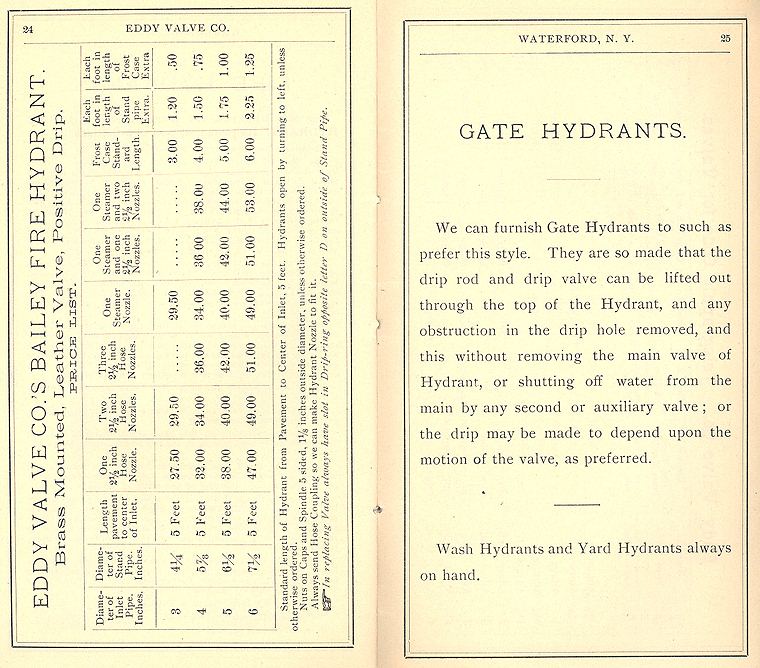 24
EDDY VALVE CO.
EDDY VALVE CO.'S BAILEY FIRE HYDRANT.
Brass Mounted, Leather Valve, Positive Drip.
PRICE LIST.
Diameter of Inlet Pipe. Inches. | Diameter of Stand Pipe. Inches. | Length pavement to center of Inlet. | One 2½ inch Hose Nozzle. | Two 2½ inch Hose Nozzles. | Three 2½ inch Hose Nozzles. | One Steamer Nozzle. | One Steamer and one 2½ inch Nozzles. | One Steamer and two 2½ inch Nozzles. | Frost Case Standard Length. | Each foot in length of Stand pipe Extra. | Each foot in length of Frost Case Extra
3 | 4¼ | 5 Feet | 27.50 | 29.50 | ..... | 29.50 | ..... | ..... | 3.00 | 1.20 | .50
4 | 5⅞ | 5 Feet | 32.00 | 34.00 | 36.00 | 34.00 | 36 00 | 38.00 | 4.00 | 1.50 | .75
5 | 6½ | 5 Feet | 38.00 | 40.00 | 42.00 | 40.00 | 42.00 | 44.00 | 5.00 | 1.75 | 1.00
6 | 7½ | 5 Feet | 47.00 | 49.00 | 51.00 | 49.00 | 51.00 | 53.00 | 6.00 | 2.25 | 1.25
Standard length of Hydrant from Pavement to Center of Inlet, 5 feet. Hydrants open by turning to left, unless
otherwise ordered.
Nuts on Caps and Spindle 5 sided, 1⅛ inches outside diameter, unless otherwise ordered.
Always send Hose Coupling so we can make Hydrant Nozzle to fit it.
☞ In replacing Valve always have slot in Drip-ring opposite letter D on outside of Stand Pipe.
WATERFORD, N. Y.
25
GATE HYDRANTS.
We can furnish Gate Hydrants to such as
prefer this style. They are so made that the
drip rod and drip valve can be lifted out
through the top of the Hydrant, and any
obstruction in the drip hole removed, and
this without removing the main valve of
Hydrant, or shutting off water from the
main by any second or auxiliary valve; or
the drip may be made to depend upon the
motion of the valve, as preferred.
Wash Hydrants and Yard Hydrants always
on hand.